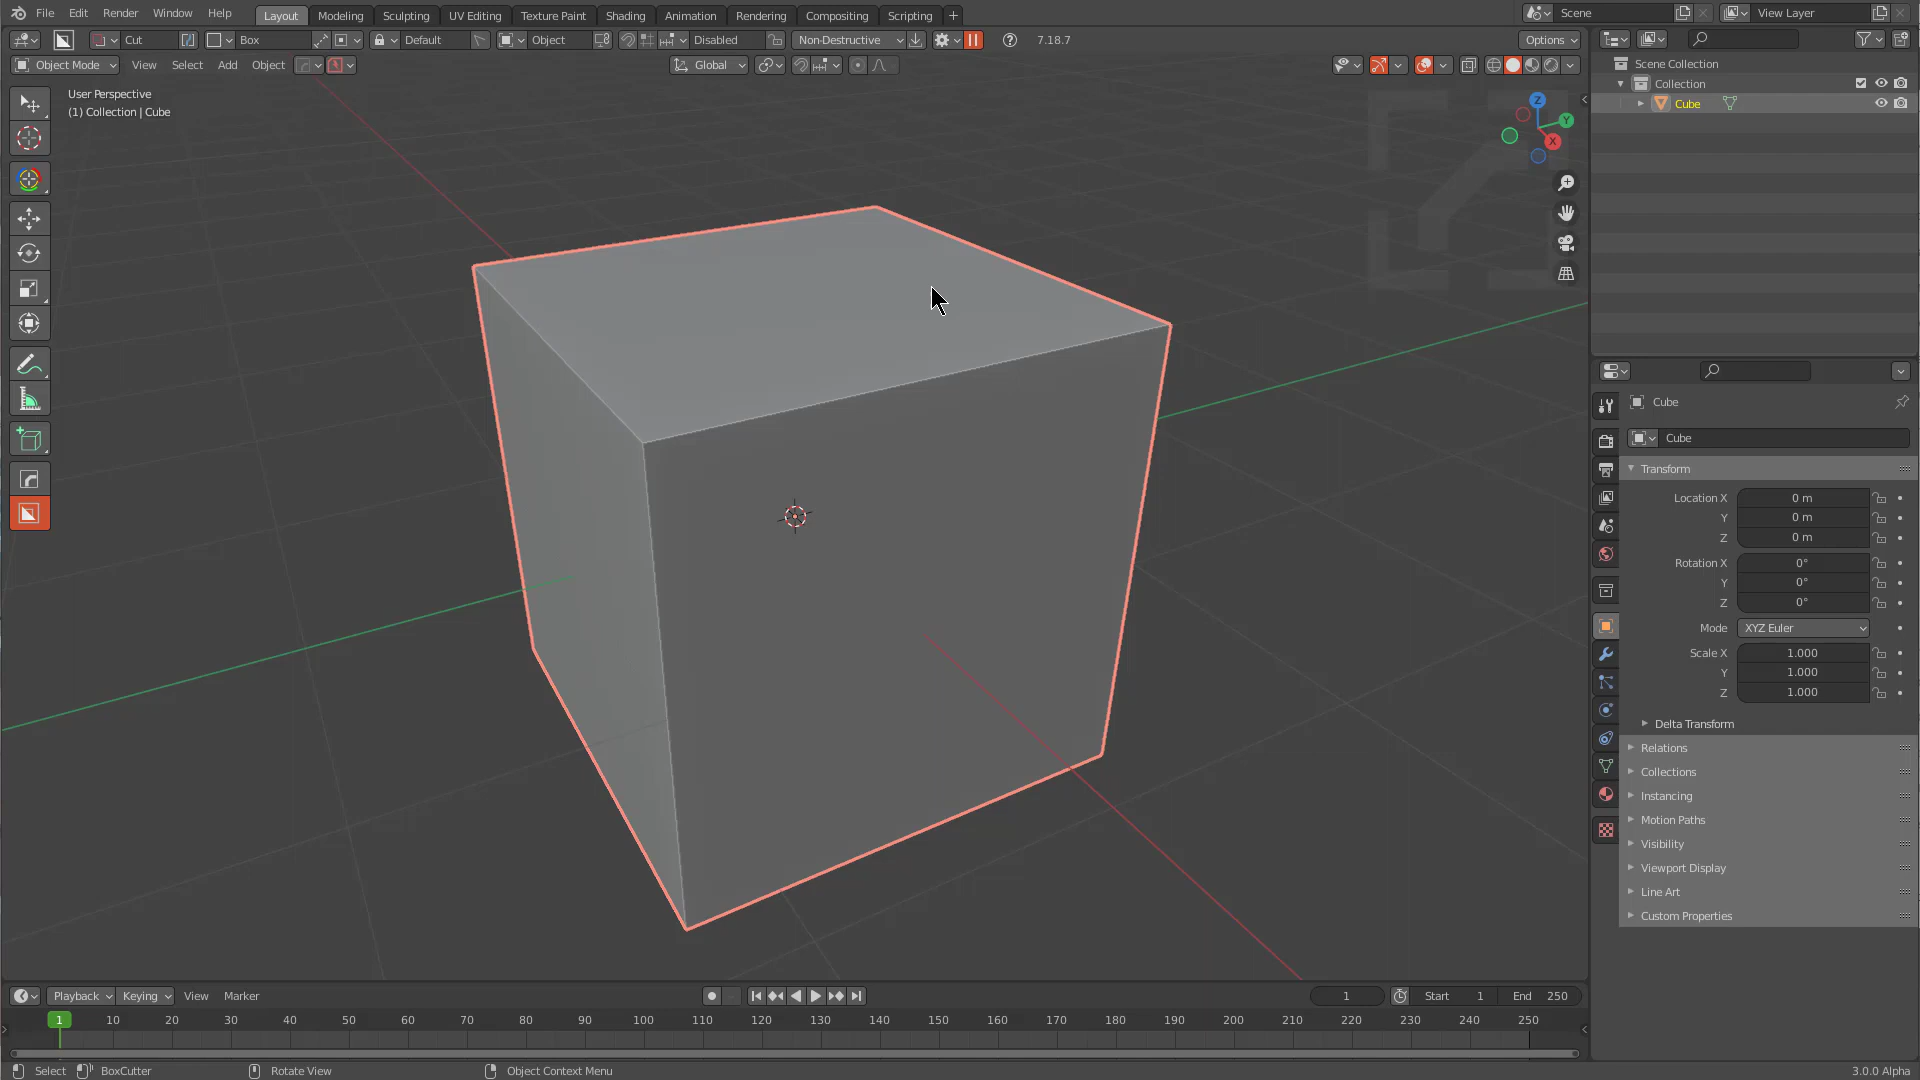 File Edit Render Window Help Layout Modeling Sculpting UV Editing Texture Paint Shading Animation Rendering Compositing Scripting + Scene View Layer
Cut Box Default Object Disabled Non-Destructive 7.18.7 Options
Object Mode View Select Add Object Global
User Perspective
(1) Collection | Cube
Z
Y
X
Scene Collection
Collection
Cube
Cube
Cube
Transform
Location X 0 m
Y 0 m
Z 0 m
Rotation X 0°
Y 0°
Z 0°
Mode XYZ Euler
Scale X 1.000
Y 1.000
Z 1.000
Delta Transform
Relations
Collections
Instancing
Motion Paths
Visibility
Viewport Display
Line Art
Custom Properties
Playback Keying View Marker 1 Start 1 End 250
1 10 20 30 40 50 60 70 80 90 100 110 120 130 140 150 160 170 180 190 200 210 220 230 240 250
Select BoxCutter Rotate View Object Context Menu 3.0.0 Alpha